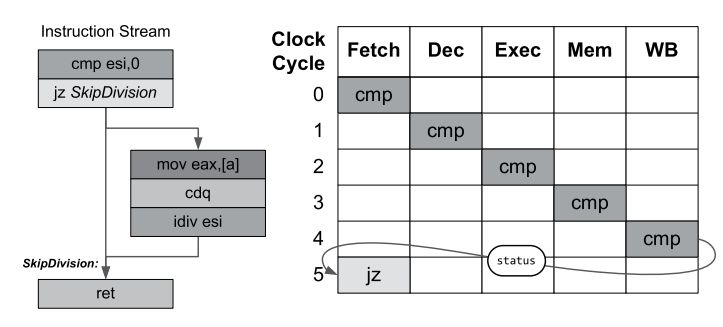 Instruction Stream
cmp esi,0
jz SkipDivision
mov eax,[a]
cdq
idiv esi
SkipDivision:
ret
Clock Cycle Fetch Dec Exec Mem WB
0 cmp
1 cmp
2 cmp
3 cmp
4 cmp
status
5 jz